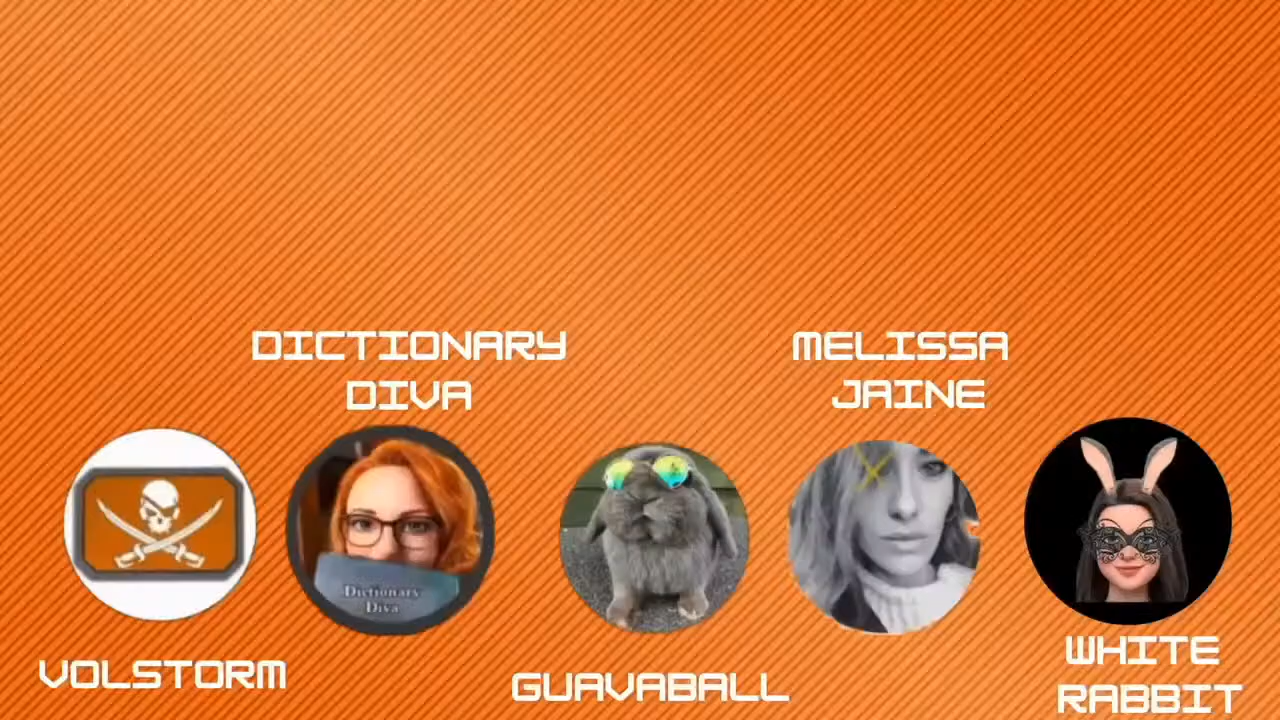 DICTIONARY
DIVA
MELISSA
JAINE
Dictionary
Diva
VOLSTORM
GUAVABALL
WHITE
RABBIT